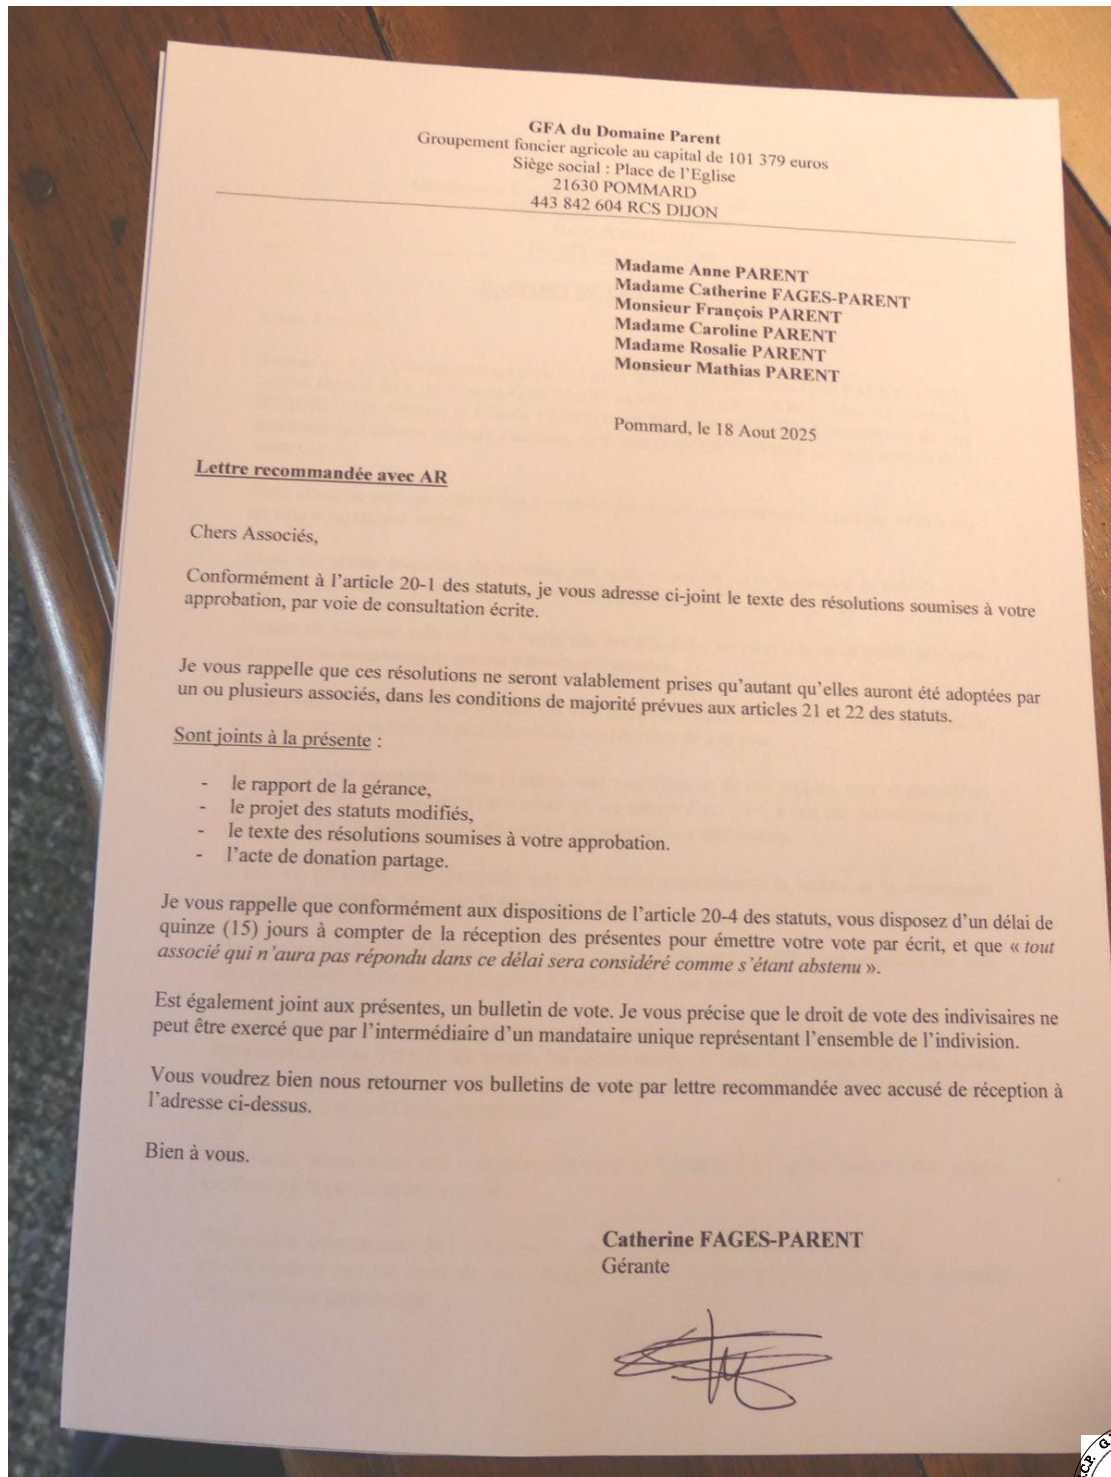 GFA du Domaine Parent
Groupement foncier agricole au capital de 101 379 euros
Siège social : Place de l'Eglise
21630 POMMARD
443 842 604 RCS DIJON
Madame Anne PARENT
Madame Catherine FAGES-PARENT
Monsieur François PARENT
Madame Caroline PARENT
Madame Rosalie PARENT
Monsieur Mathias PARENT
Pommard, le 18 Aout 2025
Lettre recommandée avec AR
Chers Associés,
Conformément à l'article 20-1 des statuts, je vous adresse ci-joint le texte des résolutions soumises à votre
approbation, par voie de consultation écrite.
Je vous rappelle que ces résolutions ne seront valablement prises qu'autant qu'elles auront été adoptées par
un ou plusieurs associés, dans les conditions de majorité prévues aux articles 21 et 22 des statuts.
Sont joints à la présente :
- le rapport de la gérance,
- le projet des statuts modifiés,
- le texte des résolutions soumises à votre approbation.
- l'acte de donation partage.
Je vous rappelle que conformément aux dispositions de l'article 20-4 des statuts, vous disposez d'un délai de
quinze (15) jours à compter de la réception des présentes pour émettre votre vote par écrit, et que « tout
associé qui n'aura pas répondu dans ce délai sera considéré comme s'étant abstenu ».
Est également joint aux présentes, un bulletin de vote. Je vous précise que le droit de vote des indivisaires ne
peut être exercé que par l'intermédiaire d'un mandataire unique représentant l'ensemble de l'indivision.
Vous voudrez bien nous retourner vos bulletins de vote par lettre recommandée avec accusé de réception à
l'adresse ci-dessus.
Bien à vous.
Catherine FAGES-PARENT
Gérante